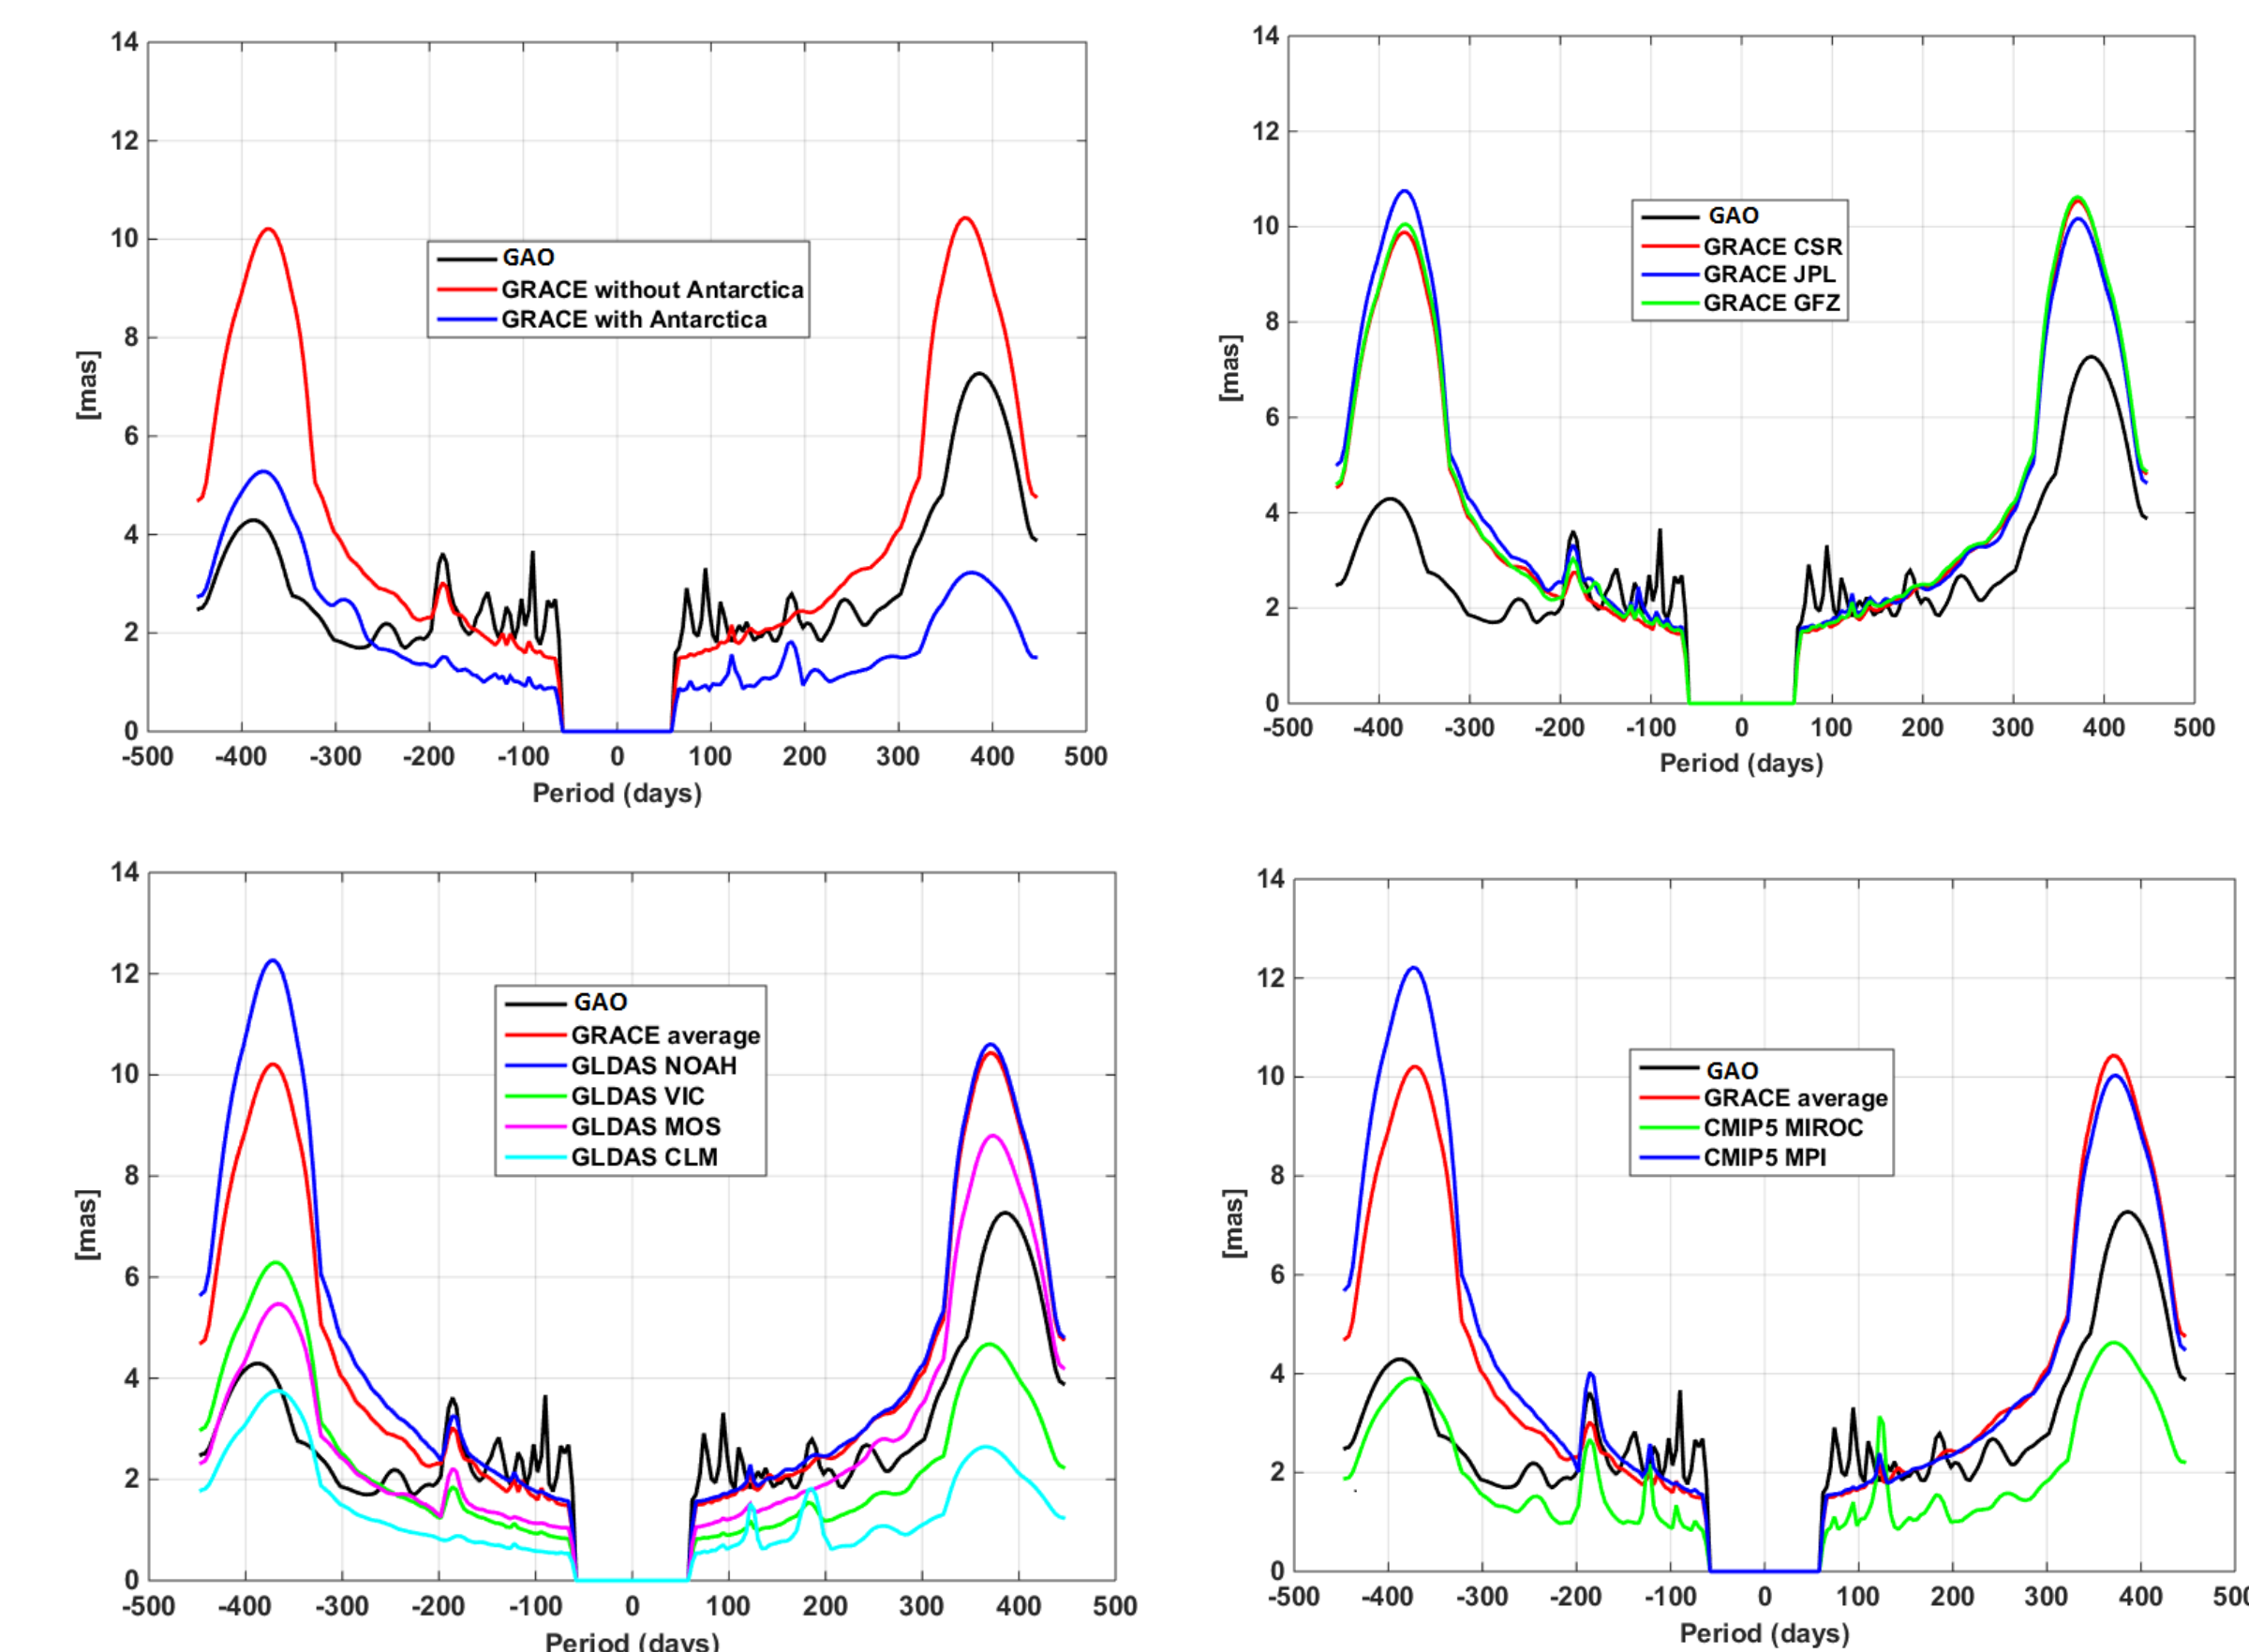 14
12
10
8
6
4
2
0
[mas]
GAO
GRACE without Antarctica
GRACE with Antarctica
-500 -400 -300 -200 -100 0 100 200 300 400 500
Period (days)
14
12
10
8
6
4
2
0
[mas]
GAO
GRACE CSR
GRACE JPL
GRACE GFZ
-500 -400 -300 -200 -100 0 100 200 300 400 500
Period (days)
14
12
10
8
6
4
2
0
[mas]
GAO
GRACE average
GLDAS NOAH
GLDAS VIC
GLDAS MOS
GLDAS CLM
-500 -400 -300 -200 -100 0 100 200 300 400 500
Period (days)
14
12
10
8
6
4
2
0
[mas]
GAO
GRACE average
CMIP5 MIROC
CMIP5 MPI
-500 -400 -300 -200 -100 0 100 200 300 400 500
Period (days)